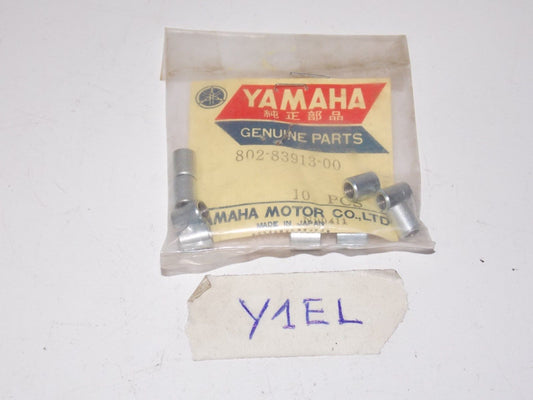 YAMAHA
純正部品
GENUINE PARTS
802-83913-00
10 PCS
YAMAHA MOTOR CO., LTD
MADE IN JAPAN
Y1EL